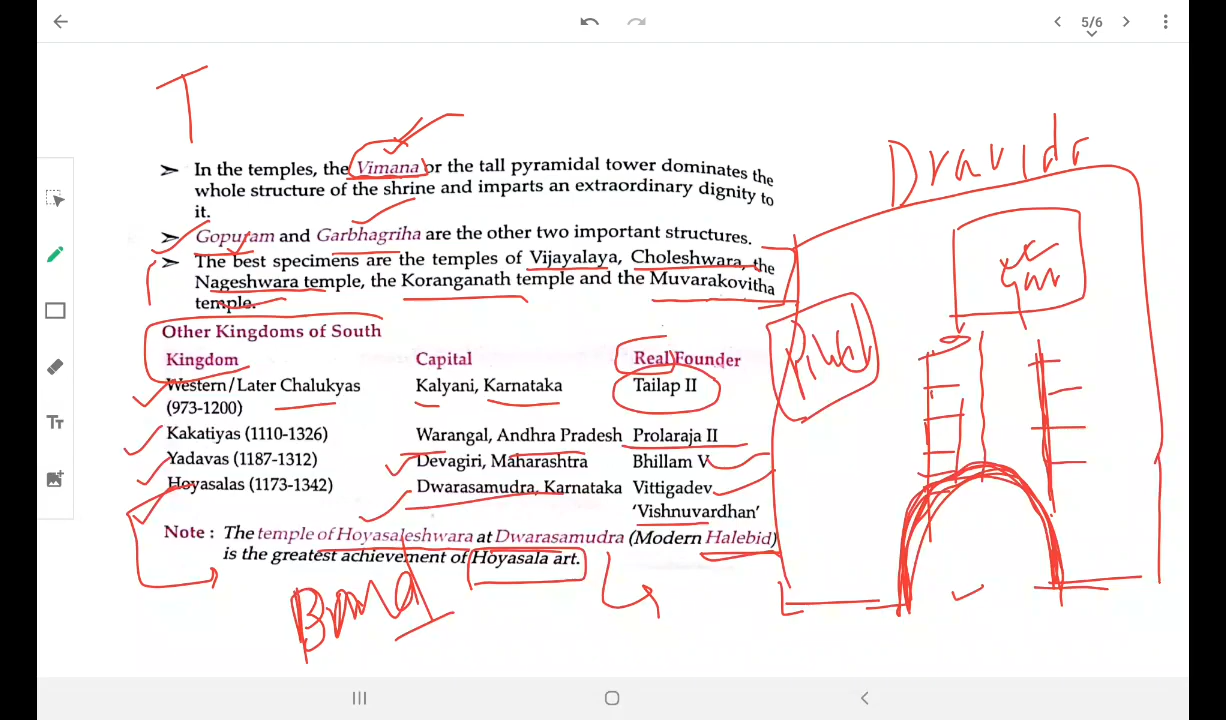 5/6
T
Dravida
➤ In the temples, the Vimana or the tall pyramidal tower dominates the
whole structure of the shrine and imparts an extraordinary dignity to
it.
➤ Gopuram and Garbhagriha are the other two important structures.
➤ The best specimens are the temples of Vijayalaya, Choleshwara, the
Nageshwara temple, the Koranganath temple and the Muvarakovitha
temple.
Other Kingdoms of South
Kingdom Capital Real Founder
Western/Later Chalukyas Kalyani, Karnataka Tailap II
(973-1200)
Kakatiyas (1110-1326) Warangal, Andhra Pradesh Prolaraja II
Yadavas (1187-1312) Devagiri, Maharashtra Bhillam V
Hoyasalas (1173-1342) Dwarasamudra, Karnataka Vittigadev
'Vishnuvardhan'
Note : The temple of Hoyasaleshwara at Dwarasamudra (Modern Halebid)
is the greatest achievement of Hoyasala art.
Tт